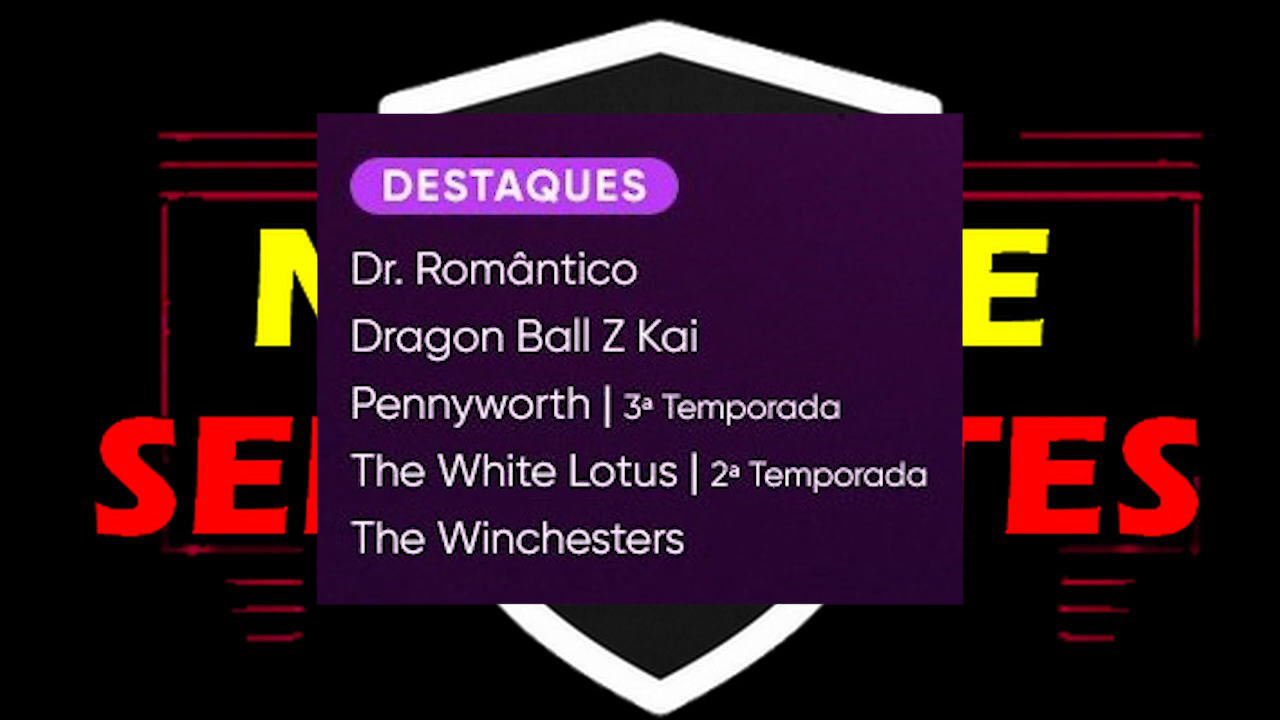 DESTAQUES
Dr. Romântico
Dragon Ball Z Kai
Pennyworth | 3ª Temporada
The White Lotus | 2ª Temporada
The Winchesters